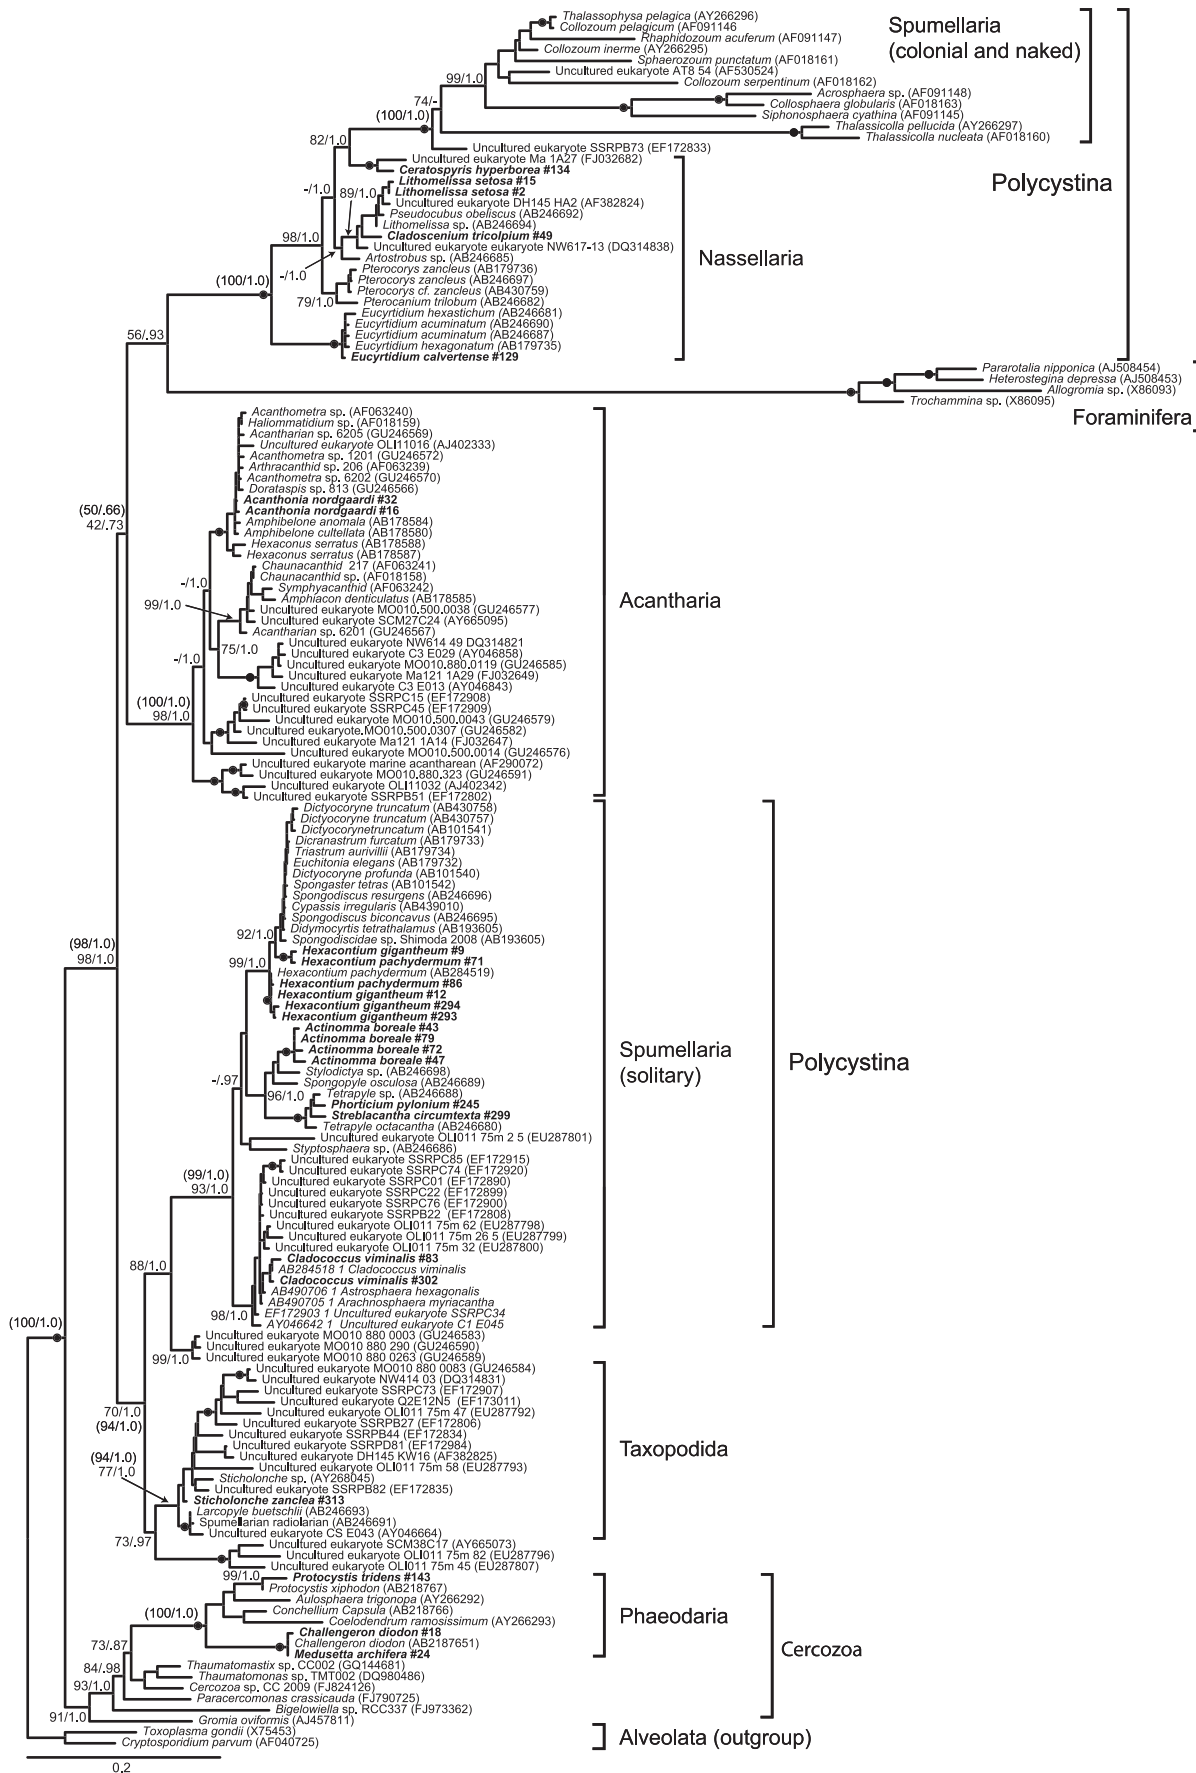 Thalassophysa pelagica (AY266296)
Collozoum pelagicum (AF091146
Rhaphidozoum acuferum (AF091147)
Collozoum inerme (AY266295)
Sphaerozoum punctatum (AF018161)
Uncultured eukaryote AT8 54 (AF530524)
Collozoum serpentinum (AF018162)
Acrosphaera sp. (AF091148)
Collosphaera globularis (AF018163)
Siphonosphaera cyathina (AF091145)
Thalassicolla pellucida (AY266297)
Thalassicolla nucleata (AF018160)
Uncultured eukaryote SSRPB73 (EF172833)
Spumellaria
(colonial and naked)
Polycystina
99/1.0
74/-
(100/1.0)
82/1.0
Uncultured eukaryote Ma 1A27 (FJ032682)
Ceratospyris hyperborea #134
Lithomelissa setosa #15
Lithomelissa setosa #2
Uncultured eukaryote DH145 HA2 (AF382824)
Pseudocubus obeliscus (AB246692)
Lithomelissa sp. (AB246694)
Cladoscenium tricolpium #49
Uncultured eukaryote eukaryote NW617-13 (DQ314838)
Artostrobus sp. (AB246685)
Pterocorys zancleus (AB179736)
Pterocorys zancleus (AB246697)
Pterocorys cf. zancleus (AB430759)
Pterocanium trilobum (AB246682)
Eucyrtidium hexastichum (AB246681)
Eucyrtidium acuminatum (AB246690)
Eucyrtidium acuminatum (AB246687)
Eucyrtidium hexagonatum (AB179735)
Eucyrtidium calvertense #129
Nassellaria
-/1.0
89/1.0
98/1.0
-/1.0
79/1.0
(100/1.0)
56/.93
Pararotalia nipponica (AJ508454)
Heterostegina depressa (AJ508453)
Allogromia sp. (X86093)
Trochammina sp. (X86095)
Foraminifera
Acanthometra sp. (AF063240)
Haliommatidium sp. (AF018159)
Acantharian sp. 6205 (GU246569)
Uncultured eukaryote OLI11016 (AJ402333)
Acanthometra sp. 1201 (GU246572)
Arthracanthid sp. 206 (AF063239)
Acanthometra sp. 6202 (GU246570)
Dorataspis sp. 813 (GU246566)
Acanthonia nordgaardi #32
Acanthonia nordgaardi #16
Amphibelone anomala (AB178584)
Amphibelone cultellata (AB178580)
Hexaconus serratus (AB178588)
Hexaconus serratus (AB178587)
Chaunacanthid 217 (AF063241)
Chaunacanthid sp. (AF018158)
Symphyacanthid (AF063242)
Amphiacon denticulatus (AB178585)
Uncultured eukaryote MO010.500.0038 (GU246577)
Uncultured eukaryote SCM27C24 (AY665095)
Acantharian sp. 6201 (GU246567)
Uncultured eukaryote NW614 49 DQ314821
Uncultured eukaryote C3 E029 (AY046858)
Uncultured eukaryote MO010.880.0119 (GU246585)
Uncultured eukaryote Ma121 1A29 (FJ032649)
Uncultured eukaryote C3 E013 (AY046843)
Uncultured eukaryote SSRPC15 (EF172908)
Uncultured eukaryote SSRPC45 (EF172909)
Uncultured eukaryote MO010.500.0043 (GU246579)
Uncultured eukaryote.MO010.500.0307 (GU246582)
Uncultured eukaryote Ma121 1A14 (FJ032647)
Uncultured eukaryote MO010.500.0014 (GU246576)
Uncultured eukaryote marine acantharean (AF290072)
Uncultured eukaryote MO010.880.323 (GU246591)
Uncultured eukaryote OLI11032 (AJ402342)
Uncultured eukaryote SSRPB51 (EF172802)
Acantharia
(50/.66)
42/.73
-/1.0
99/1.0
75/1.0
-/1.0
(100/1.0)
98/1.0
Dictyocoryne truncatum (AB430758)
Dictyocoryne truncatum (AB430757)
Dictyocorynetruncatum (AB101541)
Dicranastrum furcatum (AB179733)
Triastrum aurivillii (AB179734)
Euchitonia elegans (AB179732)
Dictyocoryne profunda (AB101540)
Spongaster tetras (AB101542)
Spongodiscus resurgens (AB246696)
Cypassis irregularis (AB439010)
Spongodiscus biconcavus (AB246695)
Didymocyrtis tetrathalamus (AB193605)
Spongodiscidae sp. Shimoda 2008 (AB193605)
Hexacontium gigantheum #9
Hexacontium pachydermum #71
Hexacontium pachydermum (AB284519)
Hexacontium pachydermum #86
Hexacontium gigantheum #12
Hexacontium gigantheum #294
Hexacontium gigantheum #293
Actinomma boreale #43
Actinomma boreale #79
Actinomma boreale #72
Actinomma boreale #47
Stylodictya sp. (AB246698)
Spongopyle osculosa (AB246689)
Tetrapyle sp. (AB246688)
Phorticium pylonium #245
Streblacantha circumtexta #299
Tetrapyle octacantha (AB246680)
Uncultured eukaryote OLI011 75m 2 5 (EU287801)
Styptosphaera sp. (AB246686)
Uncultured eukaryote SSRPC85 (EF172915)
Uncultured eukaryote SSRPC74 (EF172920)
Uncultured eukaryote SSRPC01 (EF172890)
Uncultured eukaryote SSRPC22 (EF172899)
Uncultured eukaryote SSRPC76 (EF172900)
Uncultured eukaryote SSRPB22 (EF172808)
Uncultured eukaryote OLI011 75m 62 (EU287798)
Uncultured eukaryote OLI011 75m 26 5 (EU287799)
Uncultured eukaryote OLI011 75m 32 (EU287800)
Cladococcus viminalis #83
AB284518 1 Cladococcus viminalis
Cladococcus viminalis #302
AB490706 1 Astrosphaera hexagonalis
AB490705 1 Arachnosphaera myriacantha
EF172903 1 Uncultured eukaryote SSRPC34
AY046642 1 Uncultured eukaryote C1 E045
Spumellaria
(solitary)
Polycystina
(98/1.0)
98/1.0
92/1.0
99/1.0
-/.97
96/1.0
(99/1.0)
93/1.0
88/1.0
98/1.0
(100/1.0)
Uncultured eukaryote MO010 880 0003 (GU246583)
Uncultured eukaryote MO010 880 290 (GU246590)
Uncultured eukaryote MO010 880 0263 (GU246589)
99/1.0
Uncultured eukaryote MO010 880 0083 (GU246584)
Uncultured eukaryote NW414 03 (DQ314831)
Uncultured eukaryote SSRPC73 (EF172907)
Uncultured eukaryote Q2E12N5 (EF173011)
Uncultured eukaryote OLI011 75m 47 (EU287792)
Uncultured eukaryote SSRPB27 (EF172806)
Uncultured eukaryote SSRPB44 (EF172834)
Uncultured eukaryote SSRPD81 (EF172984)
Uncultured eukaryote DH145 KW16 (AF382825)
Uncultured eukaryote OLI011 75m 58 (EU287793)
Sticholonche sp. (AY268045)
Uncultured eukaryote SSRPB82 (EF172835)
Sticholonche zanclea #313
Larcopyle buetschlii (AB246693)
Spumellarian radiolarian (AB246691)
Uncultured eukaryote CS E043 (AY046664)
Uncultured eukaryote SCM38C17 (AY665073)
Uncultured eukaryote OLI011 75m 82 (EU287796)
Uncultured eukaryote OLI011 75m 45 (EU287807)
Taxopodida
70/1.0
(94/1.0)
(94/1.0)
77/1.0
73/.97
Protocystis tridens #143
Protocystis xiphodon (AB218767)
Aulosphaera trigonopa (AY266292)
Conchellium Capsula (AB218766)
Coelodendrum ramosissimum (AY266293)
Challengeron diodon #18
Challengeron diodon (AB2187651)
Medusetta archifera #24
Thaumatomastix sp. CC002 (GQ144681)
Thaumatomonas sp. TMT002 (DQ980486)
Cercozoa sp. CC 2009 (FJ824126)
Paracercomonas crassicauda (FJ790725)
Bigelowiella sp. RCC337 (FJ973362)
Gromia oviformis (AJ457811)
Phaeodaria
Cercozoa
99/1.0
(100/1.0)
73/.87
84/.98
93/1.0
91/1.0
Toxoplasma gondii (X75453)
Cryptosporidium parvum (AF040725)
Alveolata (outgroup)
0.2